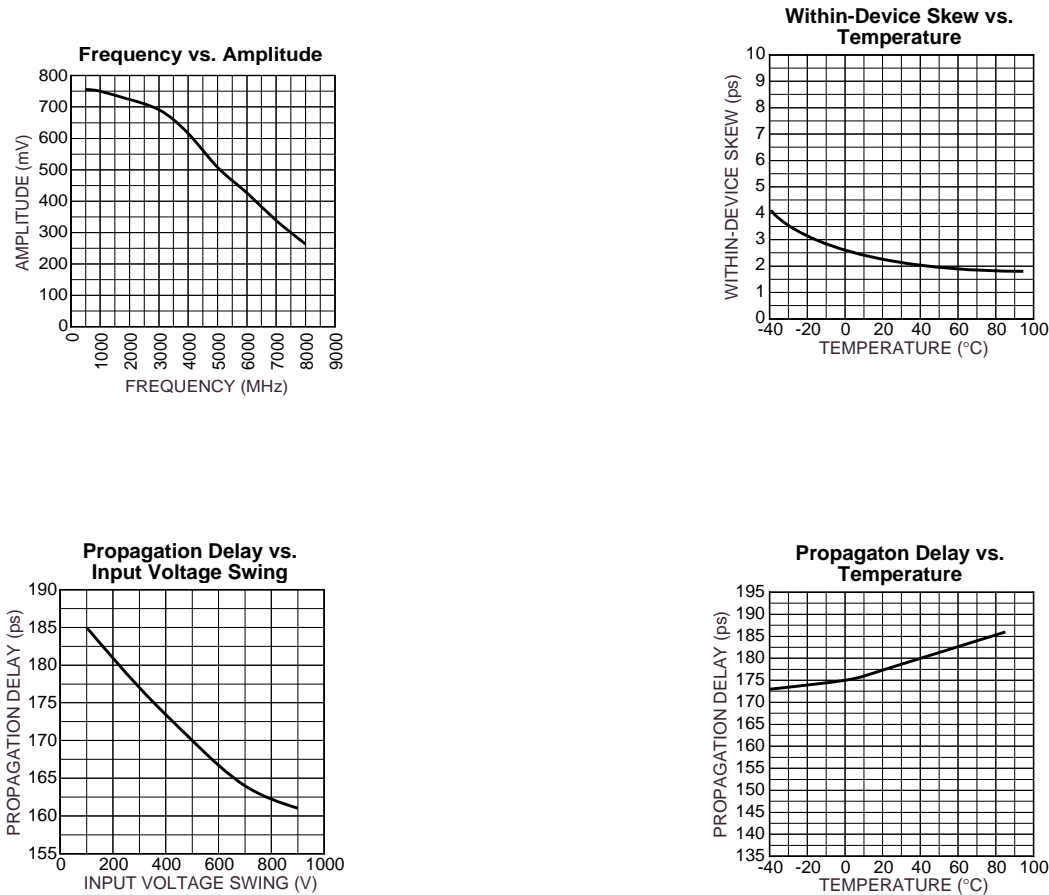 Frequency vs. Amplitude
AMPLITUDE (mV)
800
700
600
500
400
300
200
100
0
0
1000
2000
3000
4000
5000
6000
7000
8000
9000
FREQUENCY (MHz)
Within-Device Skew vs.
Temperature
WITHIN-DEVICE SKEW (ps)
10
9
8
7
6
5
4
3
2
1
0
-40 -20 0 20 40 60 80 100
TEMPERATURE (°C)
Propagation Delay vs.
Input Voltage Swing
PROPAGATION DELAY (ps)
190
185
180
175
170
165
160
155
0 200 400 600 800 1000
INPUT VOLTAGE SWING (V)
Propagaton Delay vs.
Temperature
PROPAGATION DELAY (ps)
195
190
185
180
175
170
165
160
155
150
145
140
135
-40 -20 0 20 40 60 80 100
TEMPERATURE (°C)